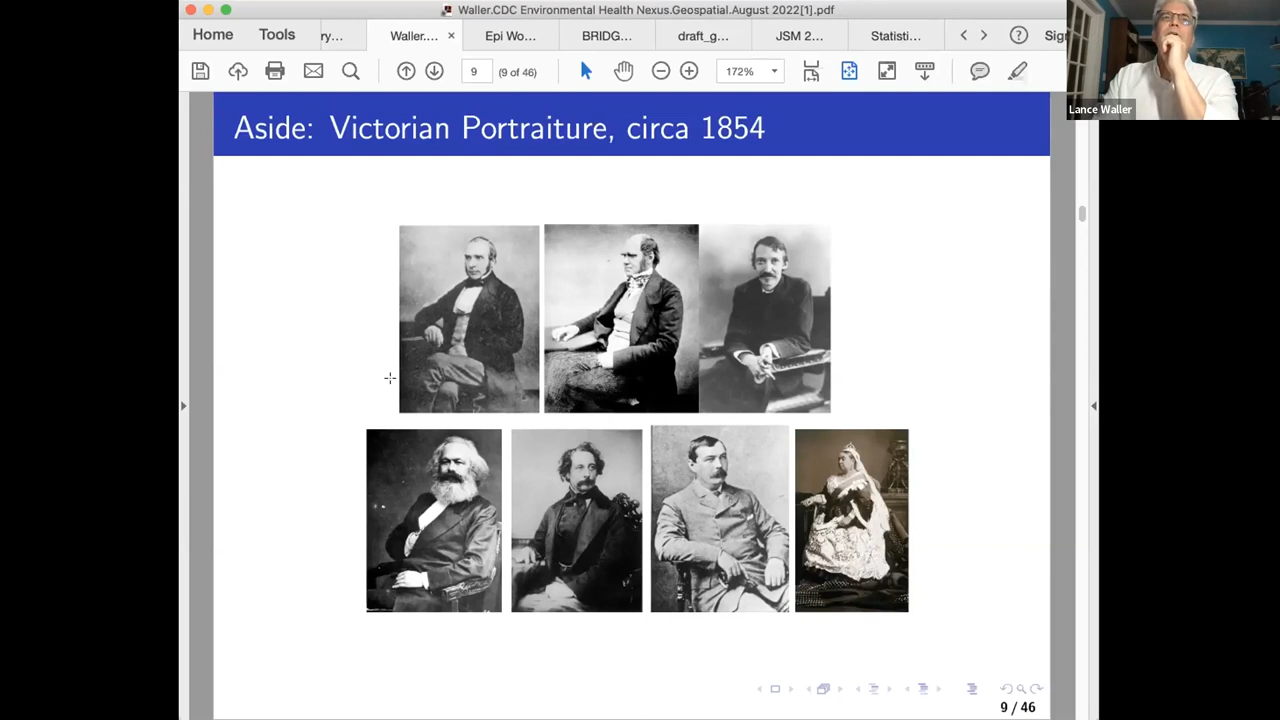 Waller.CDC Environmental Health Nexus.Geospatial.August 2022[1].pdf
Home Tools ry... Waller.... × Epi Wo... BRIDG... draft_g... JSM 2... Statisti... Sig
9 (9 of 46) 172%
Lance Waller
Aside: Victorian Portraiture, circa 1854
9 / 46